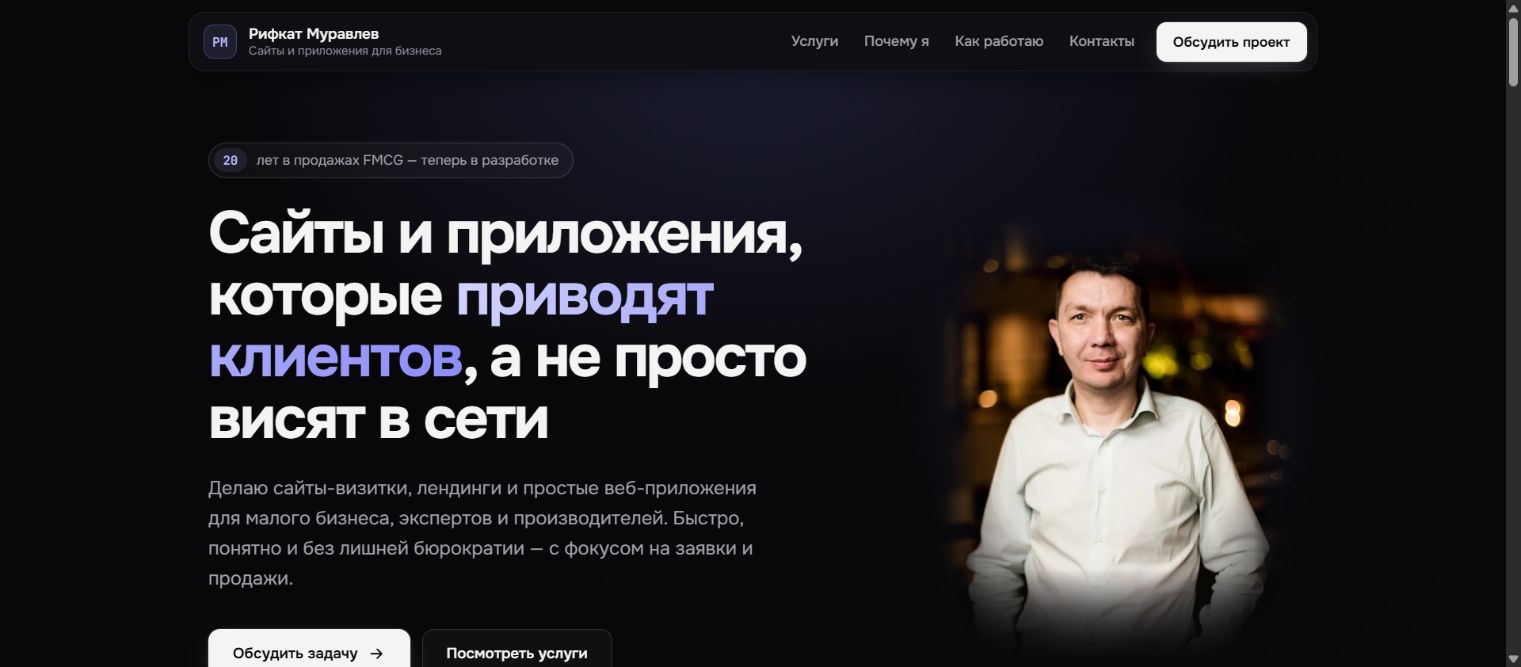 РМ
Рифкат Муравлев
Сайты и приложения для бизнеса
Услуги
Почему я
Как работаю
Контакты
Обсудить проект
20 лет в продажах FMCG — теперь в разработке
Сайты и приложения,
которые приводят
клиентов, а не просто
висят в сети
Делаю сайты-визитки, лендинги и простые веб-приложения
для малого бизнеса, экспертов и производителей. Быстро,
понятно и без лишней бюрократии — с фокусом на заявки и
продажи.
Обсудить задачу →
Посмотреть услуги